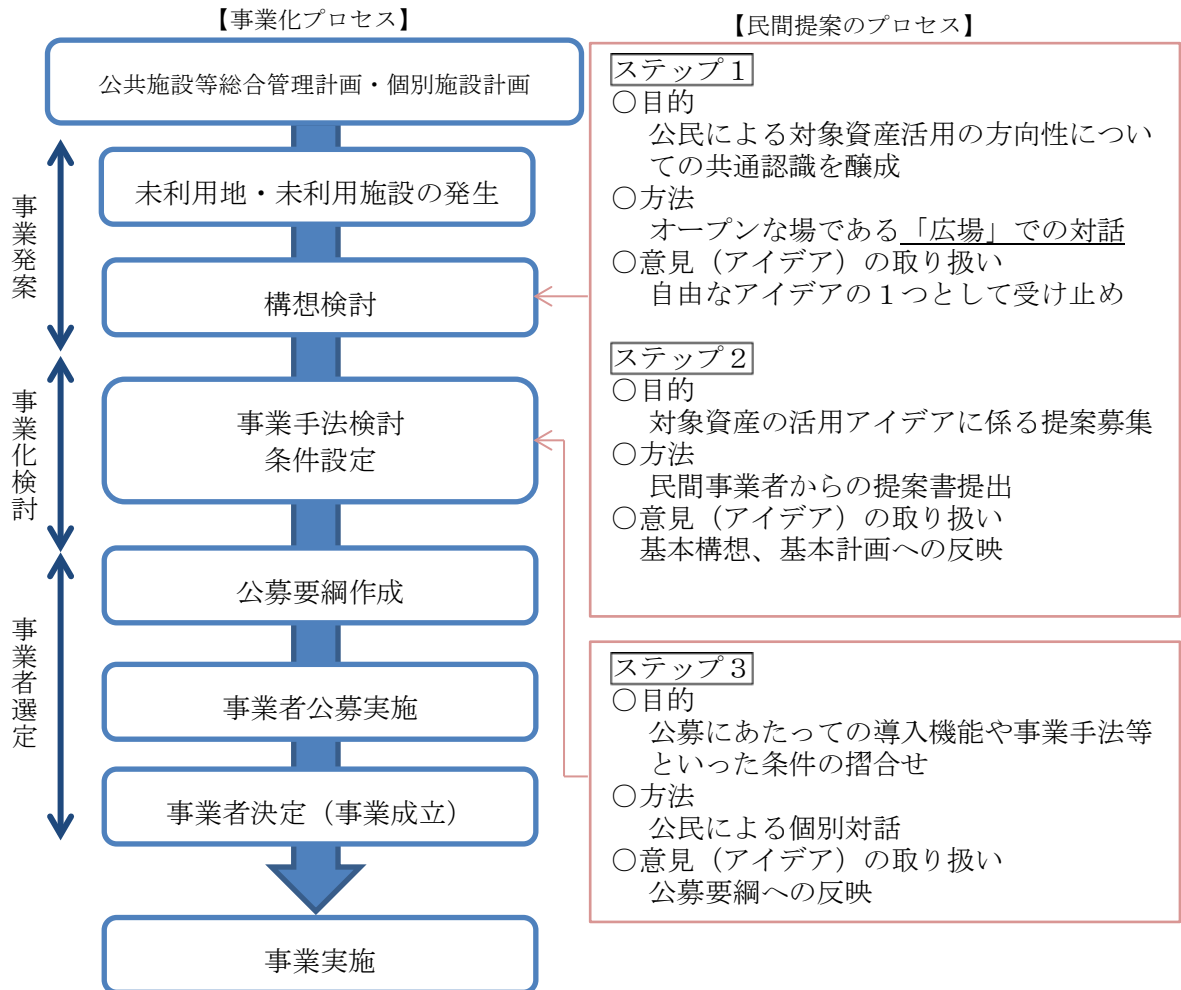 【事業化プロセス】
公共施設等総合管理計画・個別施設計画
事業発案
未利用地・未利用施設の発生
構想検討
事業化検討
事業手法検討
条件設定
事業者選定
公募要綱作成
事業者公募実施
事業者決定（事業成立）
事業実施
【民間提案のプロセス】
ステップ１
○目的
公民による対象資産活用の方向性につい
ての共通認識を醸成
○方法
オープンな場である「広場」での対話
○意見（アイデア）の取り扱い
自由なアイデアの１つとして受け止め
ステップ２
○目的
対象資産の活用アイデアに係る提案募集
○方法
民間事業者からの提案書提出
○意見（アイデア）の取り扱い
基本構想、基本計画への反映
ステップ３
○目的
公募にあたっての導入機能や事業手法等
といった条件の摺合せ
○方法
公民による個別対話
○意見（アイデア）の取り扱い
公募要綱への反映